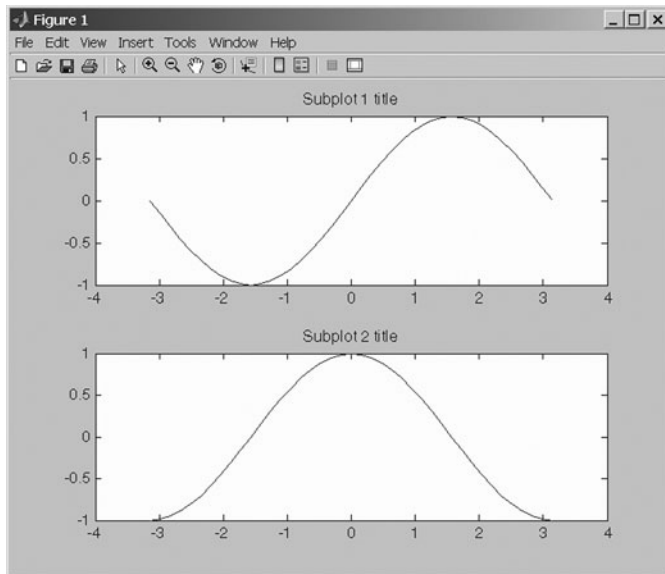 Figure 1
File Edit View Insert Tools Window Help
Subplot 1 title
1
0.5
0
-0.5
-1
-4 -3 -2 -1 0 1 2 3 4
Subplot 2 title
1
0.5
0
-0.5
-1
-4 -3 -2 -1 0 1 2 3 4